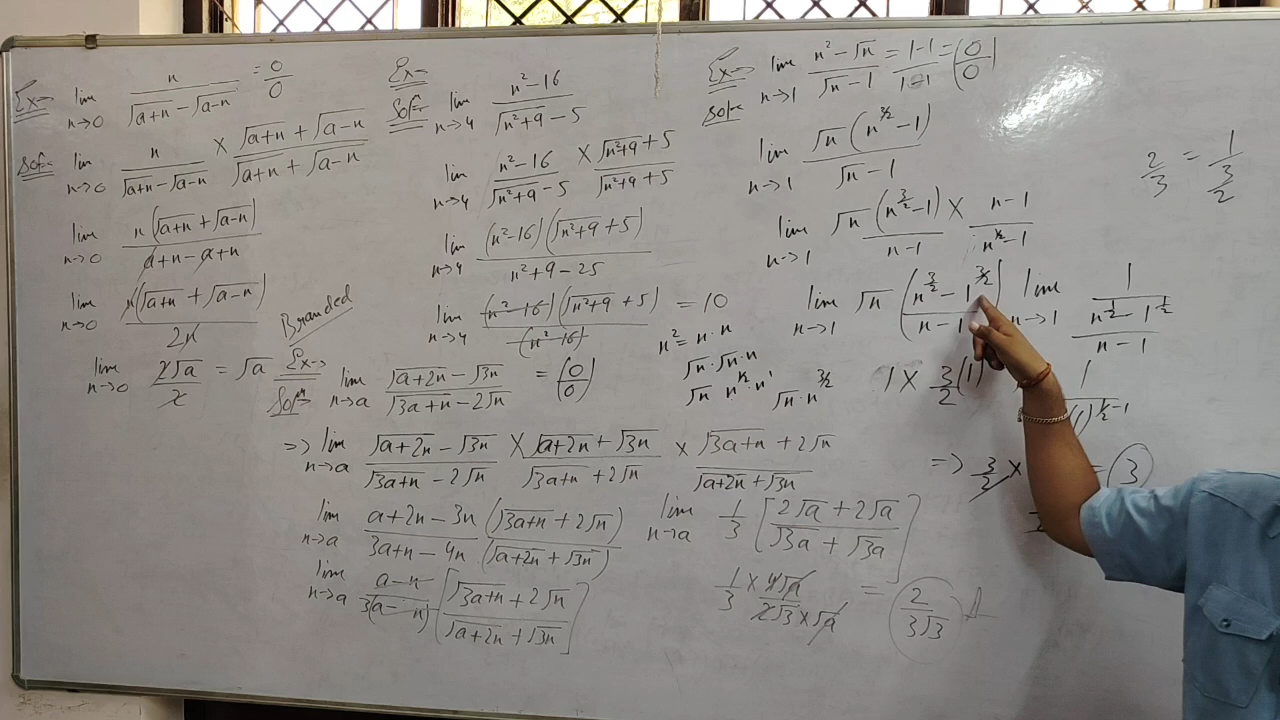 Ex- lim n→0 n/(√(a+n) - √(a-n)) = 0/0
Sol- lim n→0 n/(√(a+n) - √(a-n)) × (√(a+n) + √(a-n))/(√(a+n) + √(a-n))
lim n→0 n(√(a+n) + √(a-n))/(a+n-a+n)
lim n→0 n(√(a+n) + √(a-n))/2n
lim n→0 2√a/2 = √a
Branded
Ex-
Sol- lim n→4 (n²-16)/(√(n²+9) - 5)
lim n→4 (n²-16)/(√(n²+9) - 5) × (√(n²+9) + 5)/(√(n²+9) + 5)
lim n→4 (n²-16)(√(n²+9) + 5)/(n²+9-25)
lim n→4 (n²-16)(√(n²+9) + 5)/(n²-16) = 10
n² = n·n
√n·√n·n
√n n^1/2·n^1 √n·n^3/2
Ex→
Solⁿ lim n→a (√(a+2n) - √3n)/(√(3a+n) - 2√n) = (0/0)
=> lim n→a (√(a+2n) - √3n)/(√(3a+n) - 2√n) × (√(a+2n) + √3n)/(√(3a+n) + 2√n) × (√(3a+n) + 2√n)/(√(a+2n) + √3n)
lim n→a (a+2n-3n)/(3a+n-4n) (√(3a+n) + 2√n)/(√(a+2n) + √3n)
lim n→a (a-n)/3(a-n) [(√(3a+n) + 2√n)/(√(a+2n) + √3n)]
lim n→a 1/3 [(2√a + 2√a)/(√3a + √3a)]
1/3 × 4√a/(2√3×√a) = 2/3√3 A
Ex→ lim n→1 (n²-√n)/(√n-1) = (1-1)/(1-1) = (0/0)
Sol- lim n→1 √n(n^3/2-1)/(√n-1)
lim n→1 √n (n^3/2-1)/(n-1) × (n-1)/(n^1/2-1)
lim n→1 √n ((n^3/2 - 1^3/2)/(n-1)) lim n→1 1/((n^1/2 - 1^1/2)/(n-1))
1 × 3/2 (1) 1/(1)^1/2-1
=> 3/2 × = 3
2/3 = 1/(3/2)